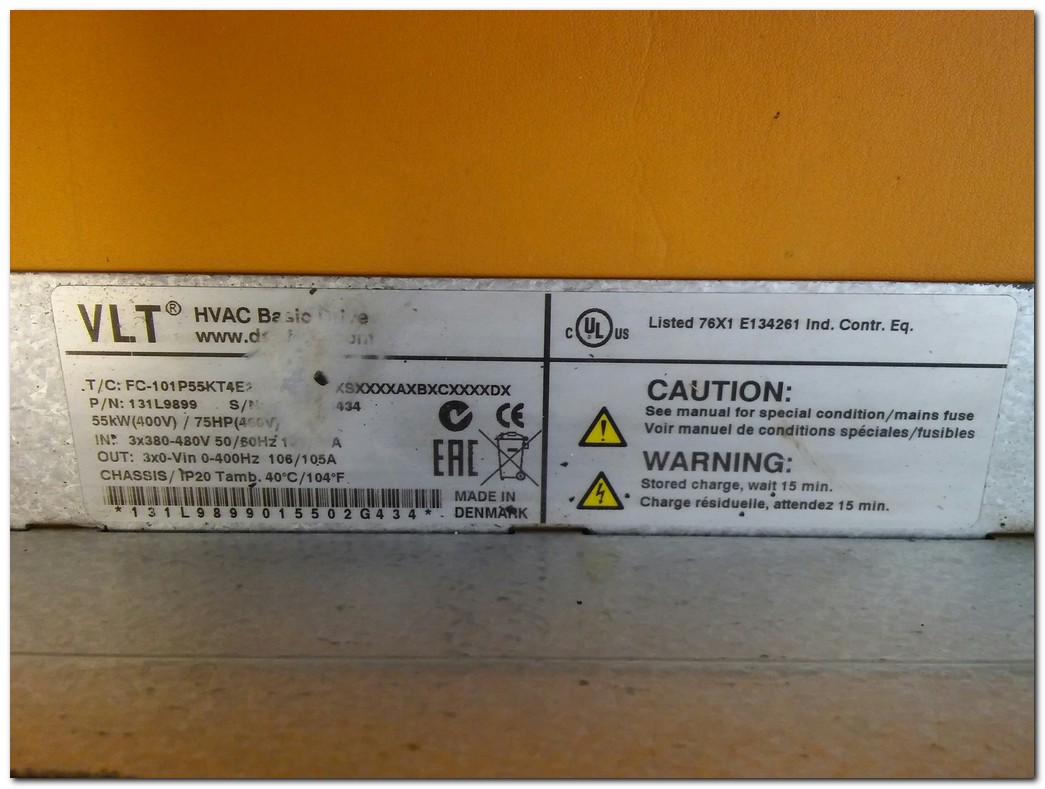 VLT® HVAC Basic Drive
T/C: FC-101P55KT4E XSXXXXAXBXCXXXXDX
P/N: 131L9899 S/N: 434
55kW(400V) / 75HP(460V)
IN: 3x380-480V 50/60Hz A
OUT: 3x0-Vin 0-400Hz 106/105A
CHASSIS/ IP20 Tamb. 40°C/104°F
EAC
CE
MADE IN
DENMARK
*131L9899015502G434*
C UL US Listed 76X1 E134261 Ind. Contr. Eq.
CAUTION:
See manual for special condition/mains fuse
Voir manuel de conditions spéciales/fusibles
WARNING:
Stored charge, wait 15 min.
Charge résiduelle, attendez 15 min.